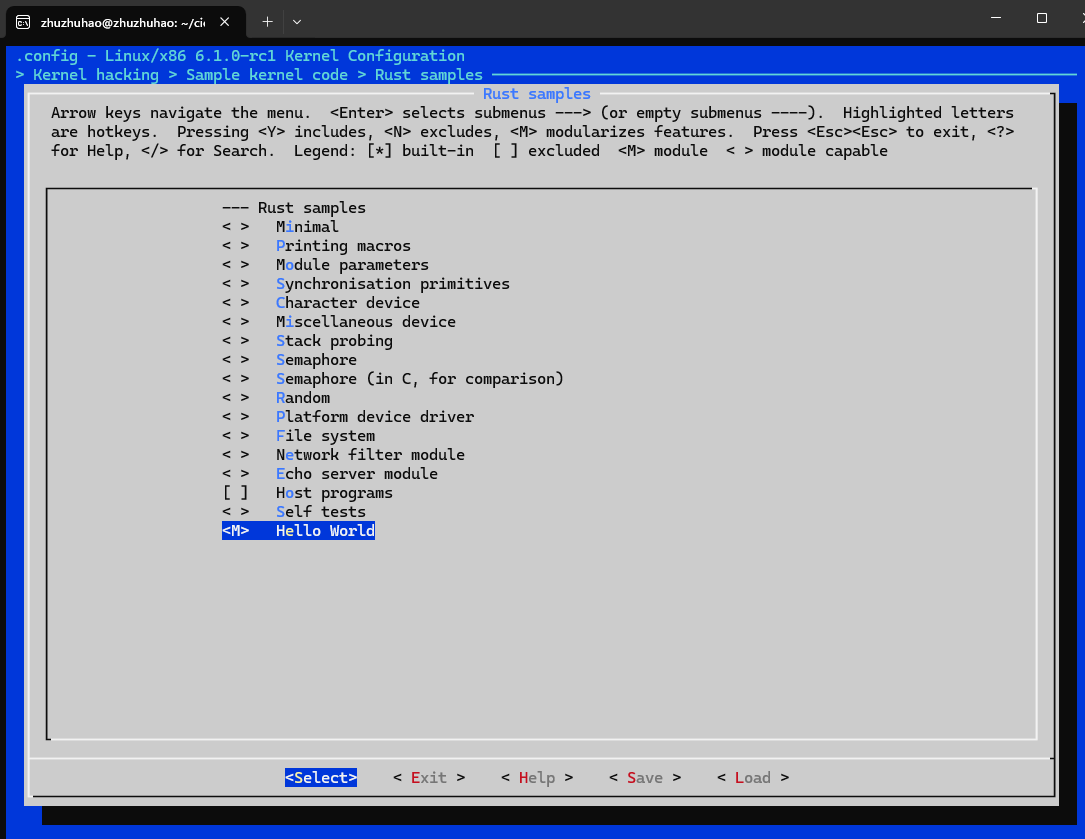 zhuzhuhao@zhuzhuhao: ~/cic
.config - Linux/x86 6.1.0-rc1 Kernel Configuration
> Kernel hacking > Sample kernel code > Rust samples
Rust samples
Arrow keys navigate the menu.  <Enter> selects submenus ---> (or empty submenus ----).  Highlighted letters
are hotkeys.  Pressing <Y> includes, <N> excludes, <M> modularizes features.  Press <Esc><Esc> to exit, <?>
for Help, </> for Search.  Legend: [*] built-in  [ ] excluded  <M> module  < > module capable
--- Rust samples
< >   Minimal
< >   Printing macros
< >   Module parameters
< >   Synchronisation primitives
< >   Character device
< >   Miscellaneous device
< >   Stack probing
< >   Semaphore
< >   Semaphore (in C, for comparison)
< >   Random
< >   Platform device driver
< >   File system
< >   Network filter module
< >   Echo server module
[ ]   Host programs
< >   Self tests
<M>   Hello World
<Select>    < Exit >    < Help >    < Save >    < Load >